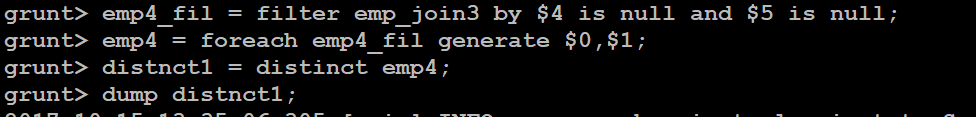 grunt> emp4_fil = filter emp_join3 by $4 is null and $5 is null;
grunt> emp4 = foreach emp4_fil generate $0,$1;
grunt> distnct1 = distinct emp4;
grunt> dump distnct1;